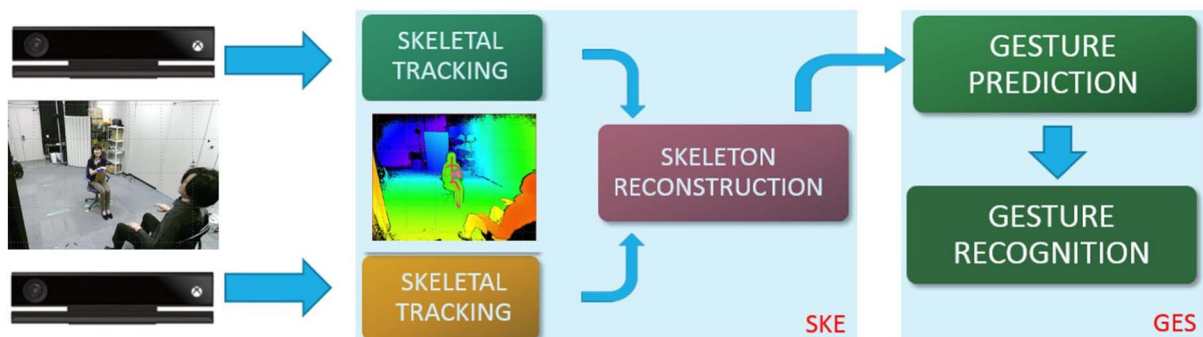 SKELETAL
TRACKING
SKELETON
RECONSTRUCTION
SKELETAL
TRACKING
SKE
GESTURE
PREDICTION
GESTURE
RECOGNITION
GES